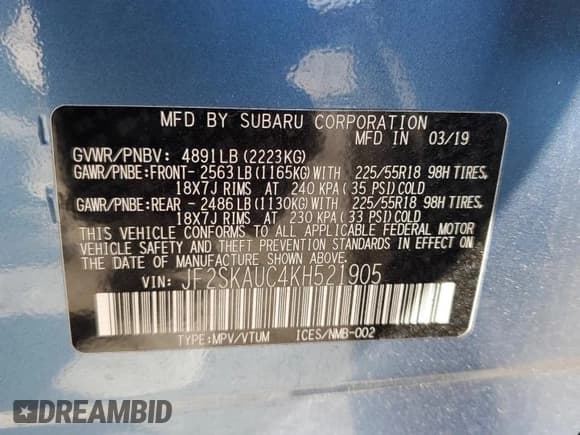 MFD BY SUBARU CORPORATION
MFD IN 03/19
GVWR/PNBV: 4891LB (2223KG)
GAWR/PNBE:FRONT- 2563LB (1165KG)WITH 225/55R18 98H TIRES,
18X7J RIMS AT 240 KPA (35 PSI) COLD
GAWR/PNBE:REAR - 2486LB (1130KG)WITH 225/55R18 98H TIRES,
18X7J RIMS AT 230 KPA (33 PSI) COLD
THIS VEHICLE CONFORMS TO ALL APPLICABLE FEDERAL MOTOR
VEHICLE SAFETY AND THEFT PREVENTION STANDARDS IN EFFECT
ON THE DATE OF MANUFACTURE SHOWN ABOVE.
VIN: JF2SKAUC4KH521905
TYPE:MPV/VTUM ICES/NMB-002
DREAMBID